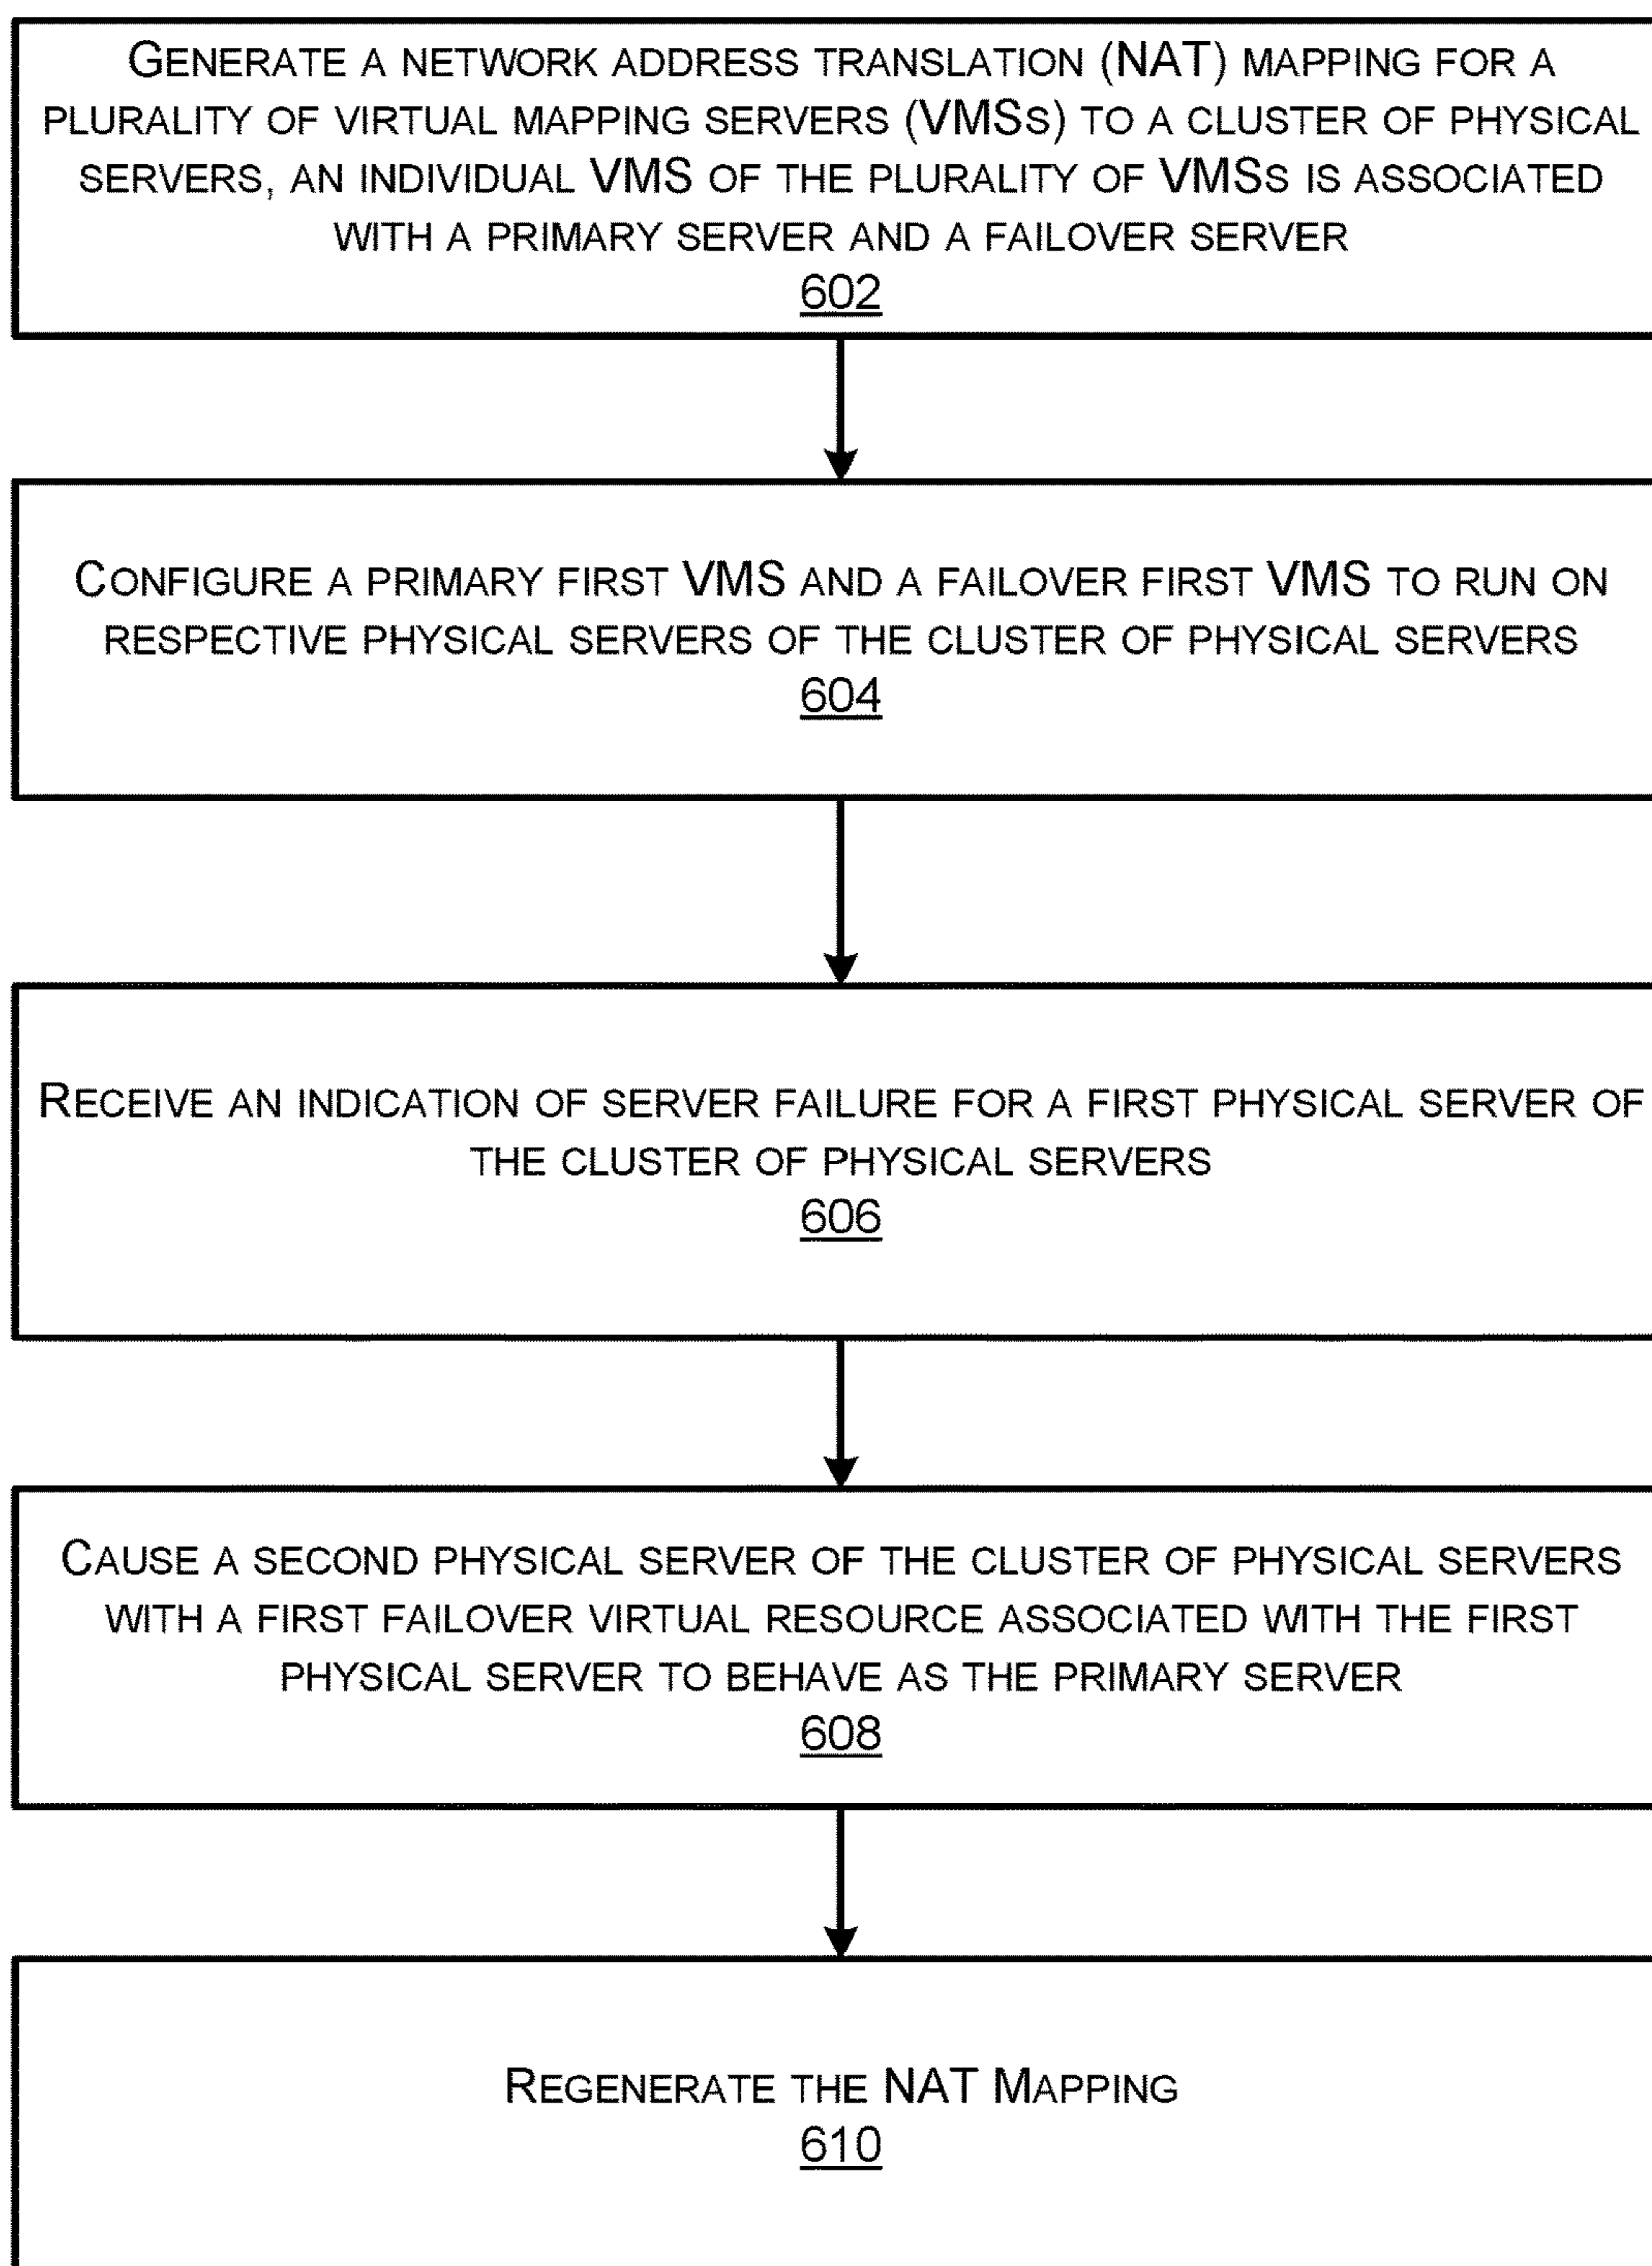 GENERATE A NETWORK ADDRESS TRANSLATION (NAT) MAPPING FOR A
PLURALITY OF VIRTUAL MAPPING SERVERS (VMSS) TO A CLUSTER OF PHYSICAL
SERVERS, AN INDIVIDUAL VMS OF THE PLURALITY OF VMSS IS ASSOCIATED
WITH A PRIMARY SERVER AND A FAILOVER SERVER
602
CONFIGURE A PRIMARY FIRST VMS AND A FAILOVER FIRST VMS TO RUN ON
RESPECTIVE PHYSICAL SERVERS OF THE CLUSTER OF PHYSICAL SERVERS
604
RECEIVE AN INDICATION OF SERVER FAILURE FOR A FIRST PHYSICAL SERVER OF
THE CLUSTER OF PHYSICAL SERVERS
606
CAUSE A SECOND PHYSICAL SERVER OF THE CLUSTER OF PHYSICAL SERVERS
WITH A FIRST FAILOVER VIRTUAL RESOURCE ASSOCIATED WITH THE FIRST
PHYSICAL SERVER TO BEHAVE AS THE PRIMARY SERVER
608
REGENERATE THE NAT MAPPING
610